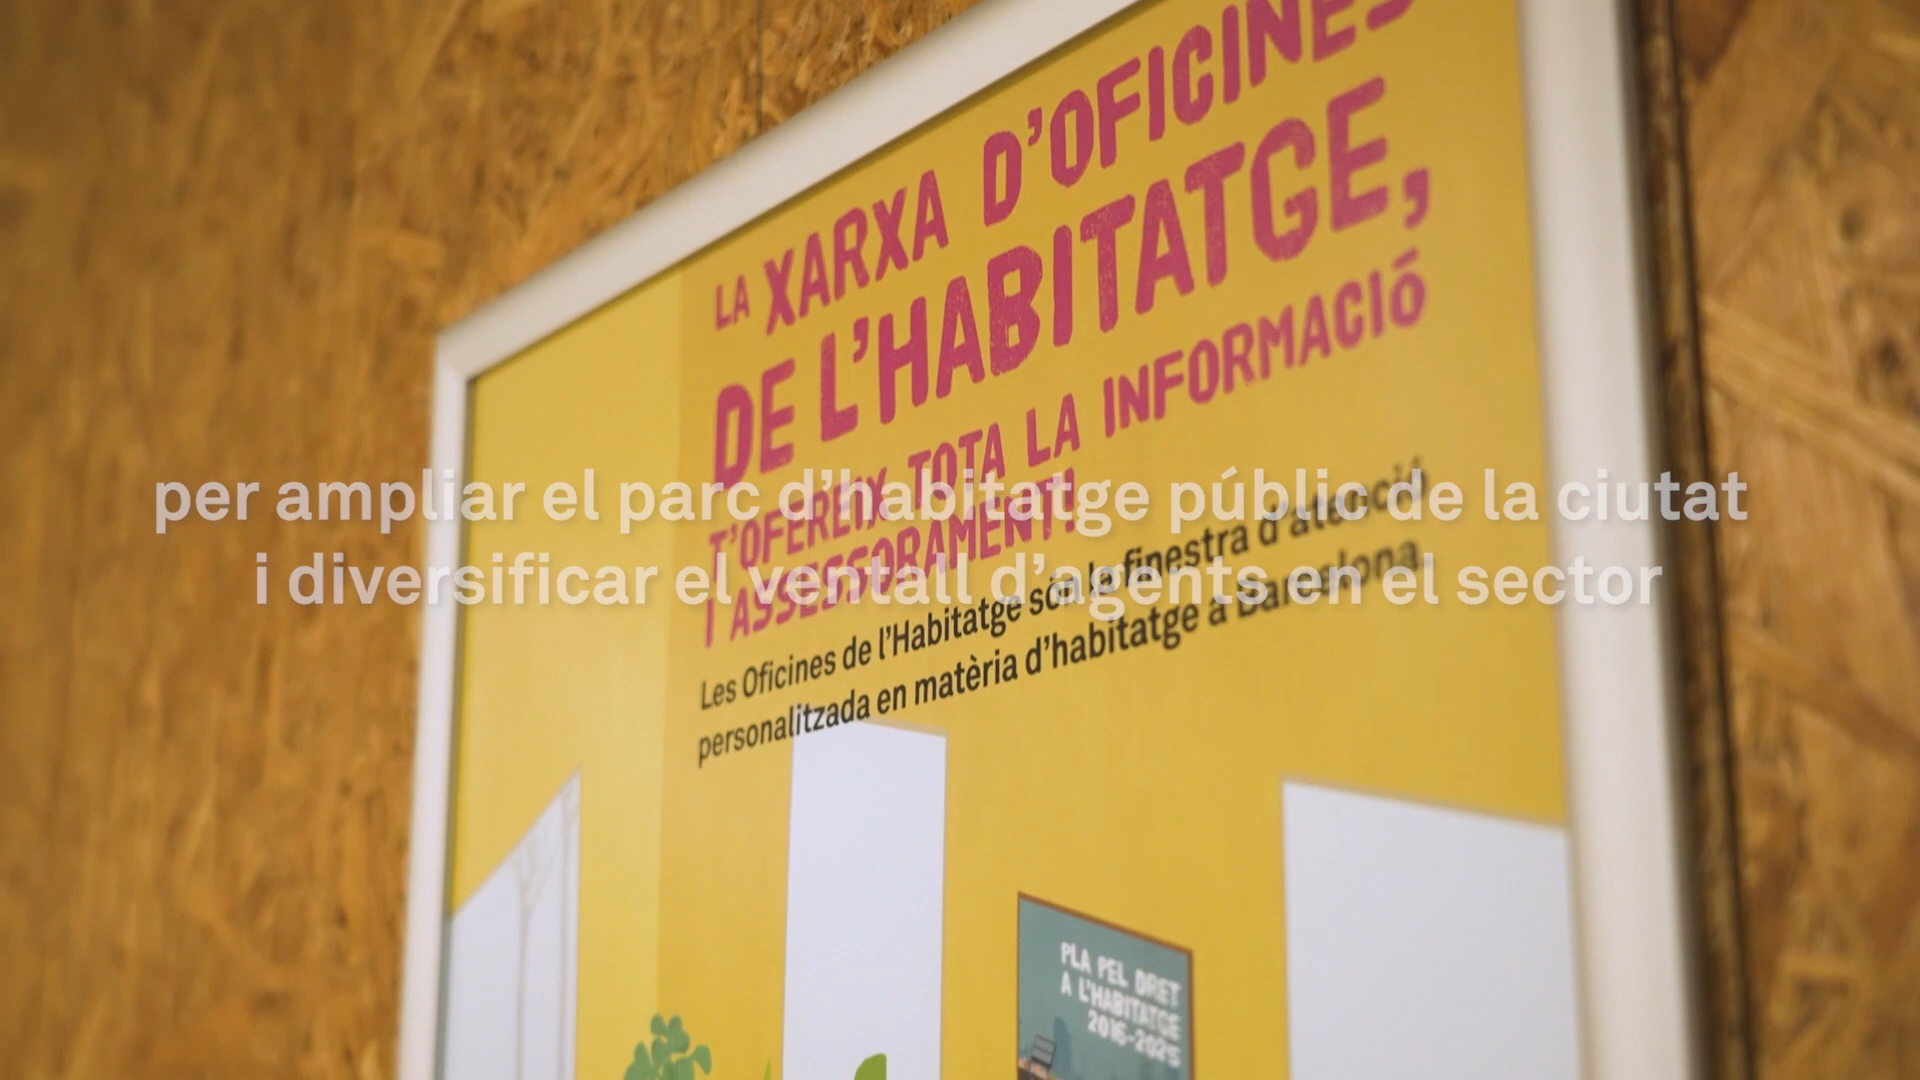 LA XARXA D'OFICINES
DE L'HABITATGE,
T'OFEREIX TOTA LA INFORMACIÓ
I ASSESSORAMENT!
Les Oficines de l'Habitatge són la finestra d'atenció
personalitzada en matèria d'habitatge a Barcelona.
per ampliar el parc d'habitatge públic de la ciutat
i diversificar el ventall d'agents en el sector
PLA PEL DRET
A L'HABITATGE
2016-2025